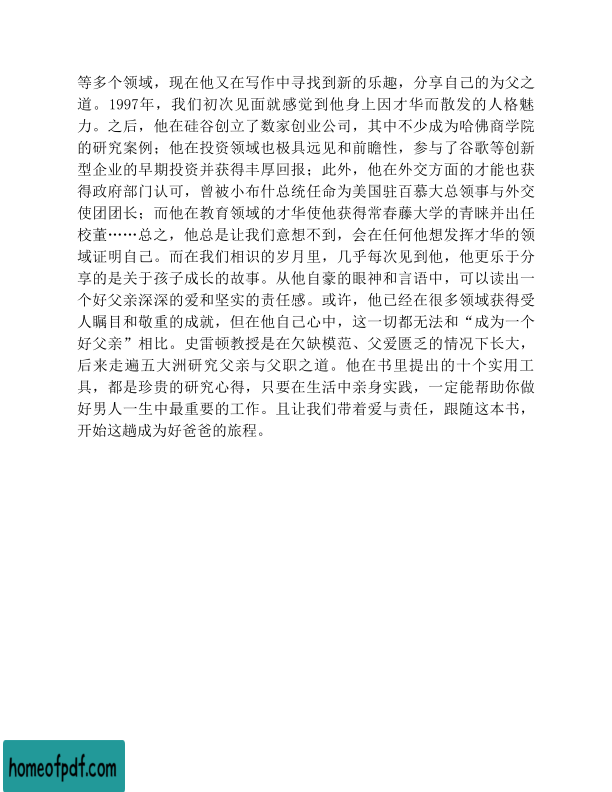 等多个领域，现在他又在写作中寻找到新的乐趣，分享自己的为父之
道。1997年，我们初次见面就感觉到他身上因才华而散发的人格魅
力。之后，他在硅谷创立了数家创业公司，其中不少成为哈佛商学院
的研究案例；他在投资领域也极具远见和前瞻性，参与了谷歌等创新
型企业的早期投资并获得丰厚回报；此外，他在外交方面的才能也获
得政府部门认可，曾被小布什总统任命为美国驻百慕大总领事与外交
使团团长；而他在教育领域的才华使他获得常春藤大学的青睐并出任
校董……总之，他总是让我们意想不到，会在任何他想发挥才华的领
域证明自己。而在我们相识的岁月里，几乎每次见到他，他更乐于分
享的是关于孩子成长的故事。从他自豪的眼神和言语中，可以读出一
个好父亲深深的爱和坚实的责任感。或许，他已经在很多领域获得受
人瞩目和敬重的成就，但在他自己心中，这一切都无法和“成为一个
好父亲”相比。史雷顿教授是在欠缺模范、父爱匮乏的情况下长大，
后来走遍五大洲研究父亲与父职之道。他在书里提出的十个实用工
具，都是珍贵的研究心得，只要在生活中亲身实践，一定能帮助你做
好男人一生中最重要的工作。且让我们带着爱与责任，跟随这本书，
开始这趟成为好爸爸的旅程。
homeofpdf.com